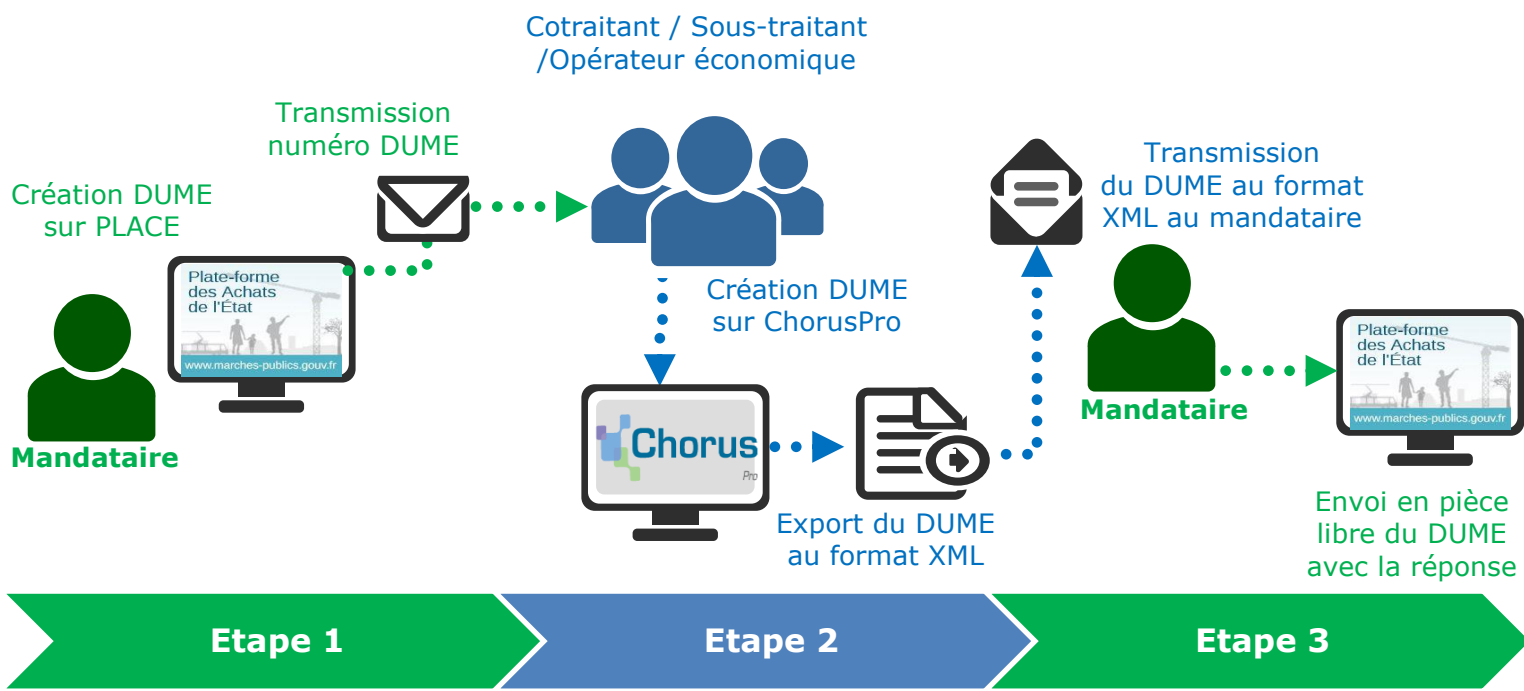 Cotraitant / Sous-traitant
/Opérateur économique
Transmission
numéro DUME
Création DUME
sur PLACE
Plate-forme
des Achats
de l'État
www.marches-publics.gouv.fr
Mandataire
Création DUME
sur ChorusPro
Chorus
Pro
Export du DUME
au format XML
Transmission
du DUME au format
XML au mandataire
Mandataire
Plate-forme
des Achats
de l'État
www.marches-publics.gouv.fr
Envoi en pièce
libre du DUME
avec la réponse
Etape 1
Etape 2
Etape 3